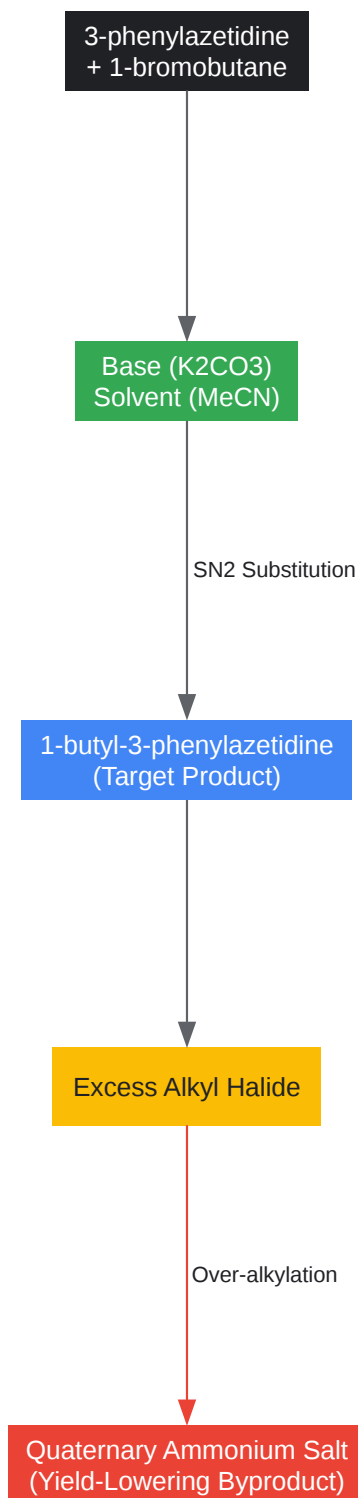 3-phenylazetidine
+ 1-bromobutane
Base (K2CO3)
Solvent (MeCN)
SN2 Substitution
1-butyl-3-phenylazetidine
(Target Product)
Excess Alkyl Halide
Over-alkylation
Quaternary Ammonium Salt
(Yield-Lowering Byproduct)